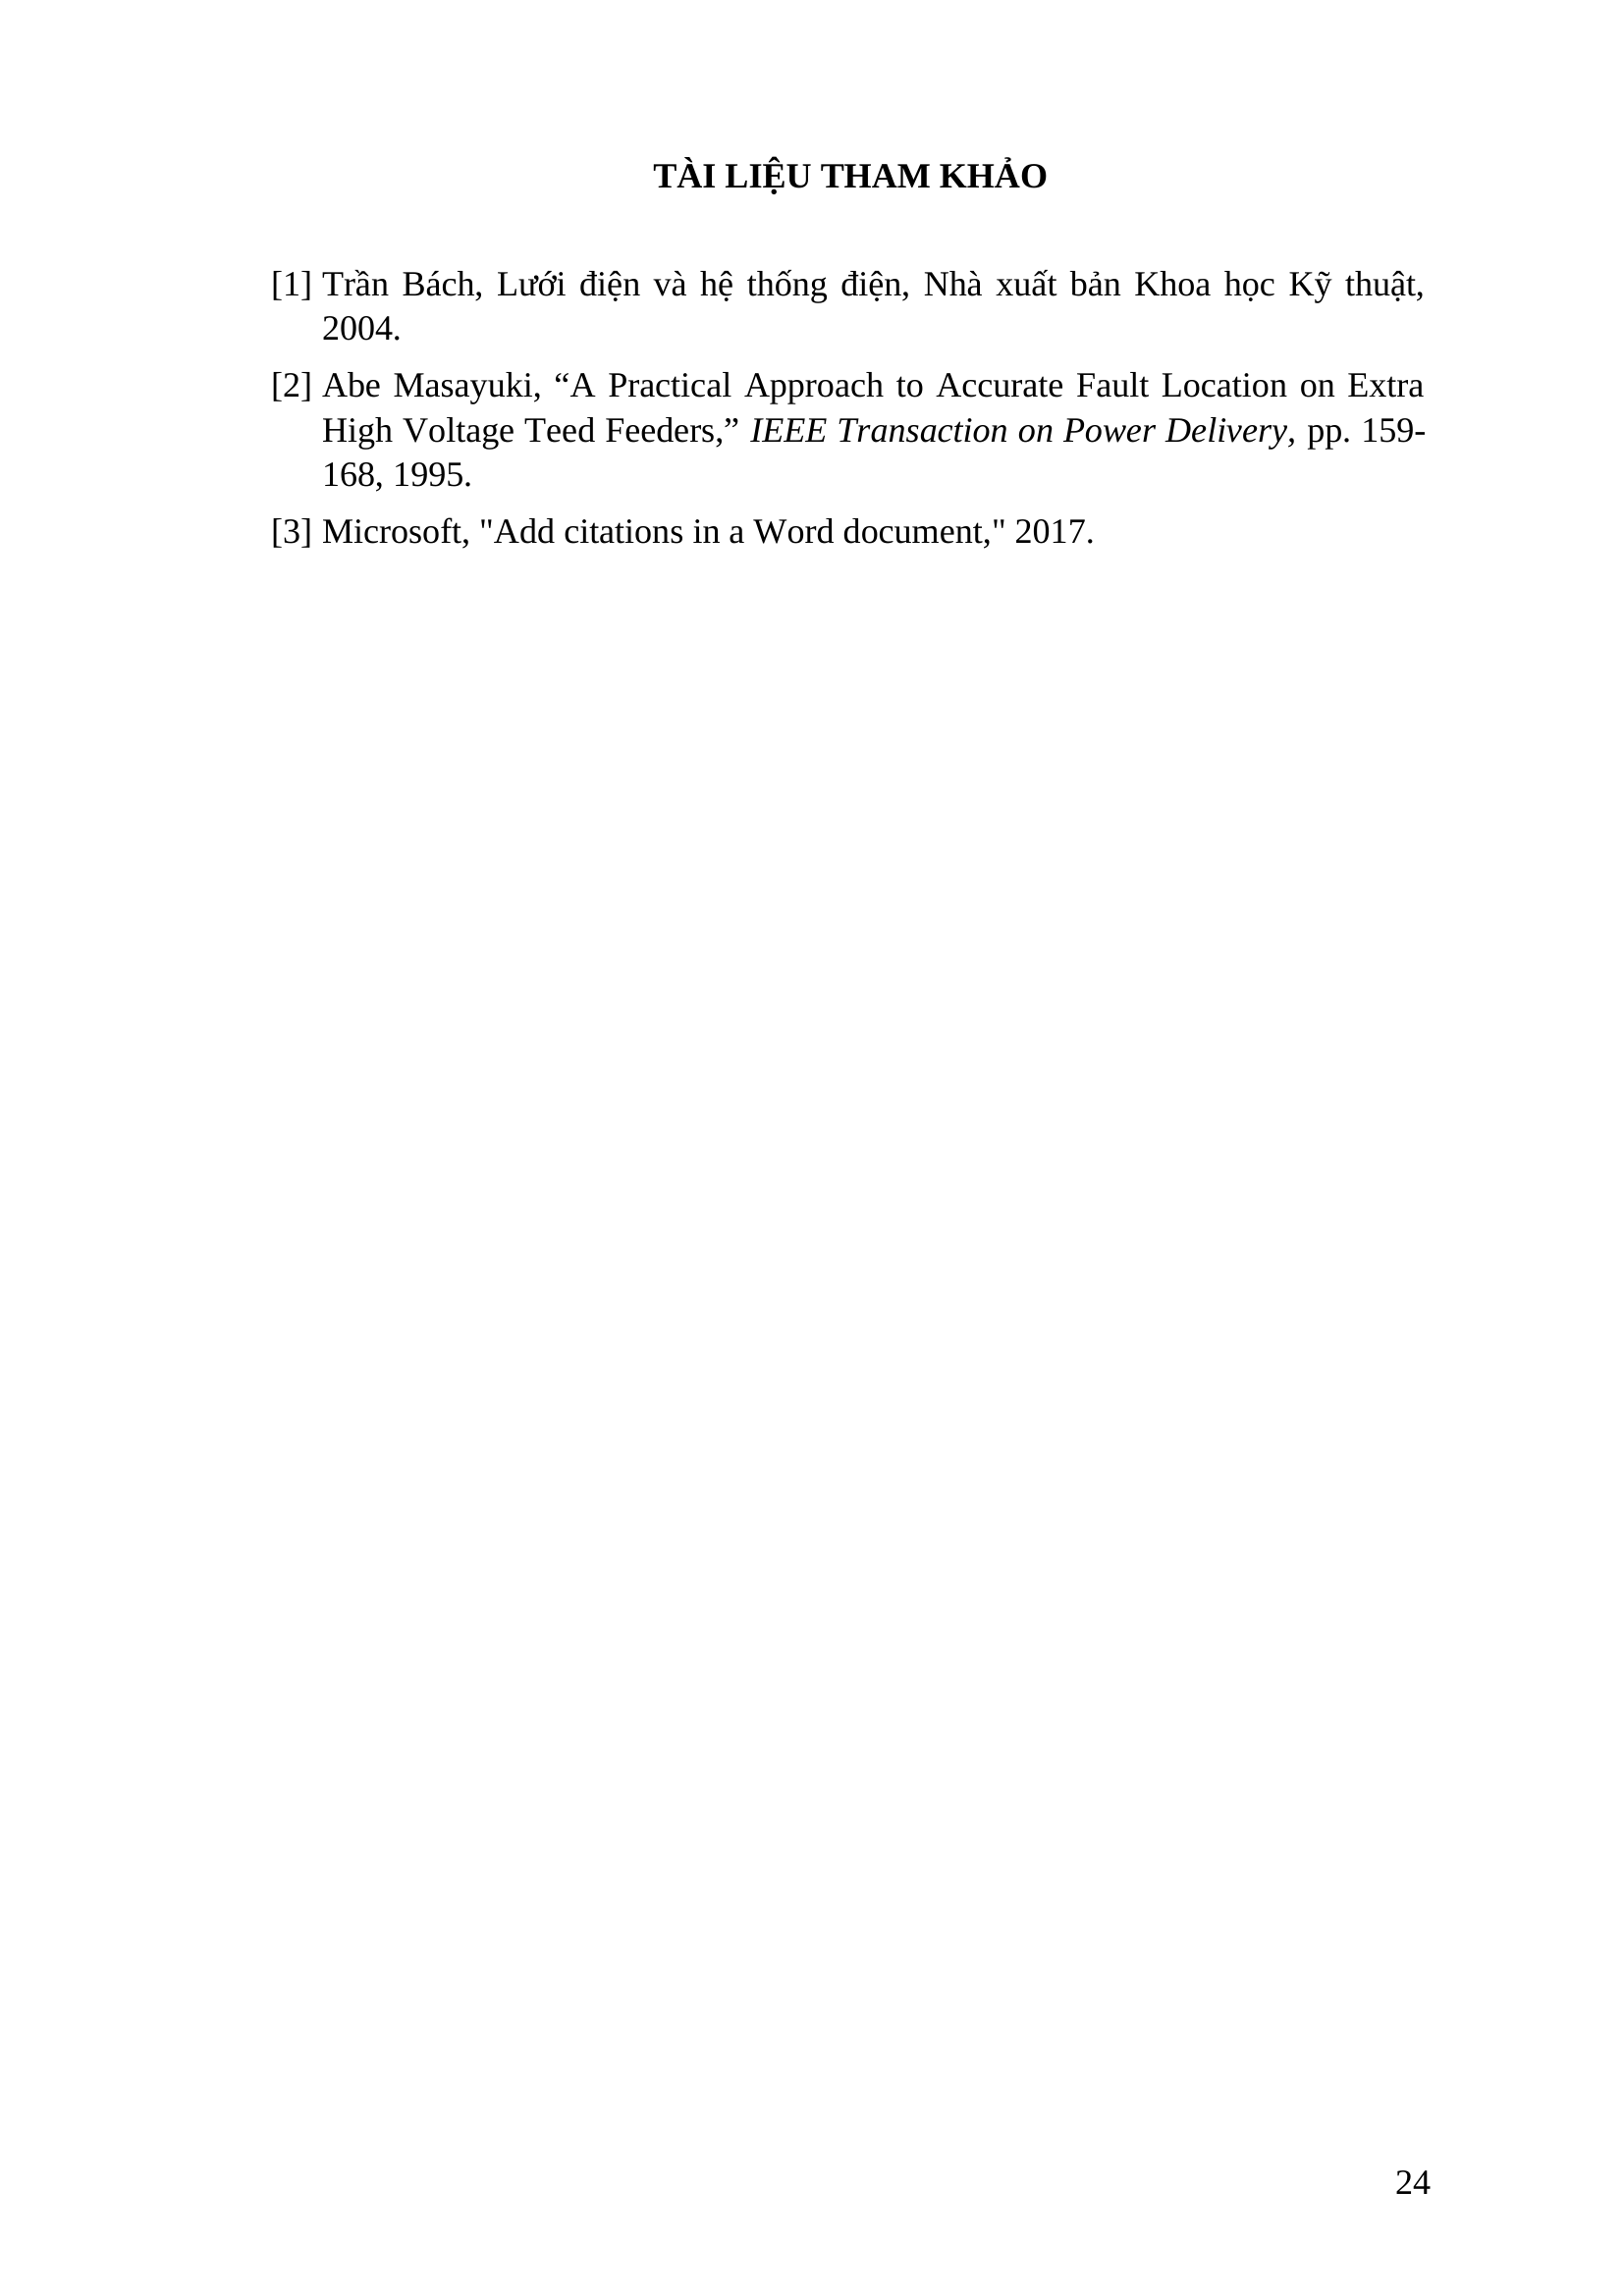 TÀI LIỆU THAM KHẢO
[1] Trần Bách, Lưới điện và hệ thống điện, Nhà xuất bản Khoa học Kỹ thuật,
2004.
[2] Abe Masayuki, “A Practical Approach to Accurate Fault Location on Extra
High Voltage Teed Feeders,” IEEE Transaction on Power Delivery, pp. 159-
168, 1995.
[3] Microsoft, "Add citations in a Word document," 2017.
24